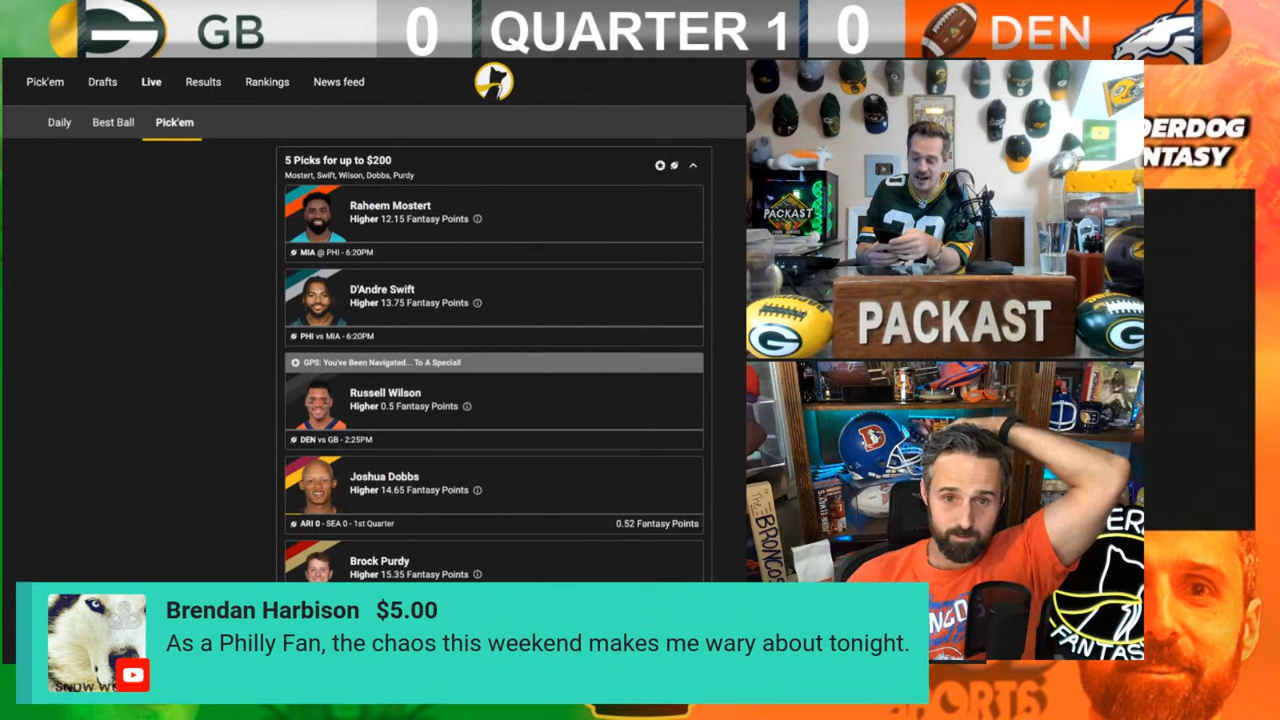 GB 0 QUARTER 1 0 DEN
Pick'em Drafts Live Results Rankings News feed
Daily Best Ball Pick'em
5 Picks for up to $200
Mostert, Swift, Wilson, Dobbs, Purdy
Raheem Mostert
Higher 12.15 Fantasy Points
MIA @ PHI - 6:20PM
D'Andre Swift
Higher 13.75 Fantasy Points
PHI vs MIA - 6:20PM
GPS: You've Been Navigated... To A Special!
Russell Wilson
Higher 0.5 Fantasy Points
DEN vs GB - 2:25PM
Joshua Dobbs
Higher 14.65 Fantasy Points
ARI 0 - SEA 0 - 1st Quarter 0.52 Fantasy Points
Brock Purdy
Higher 15.35 Fantasy Points
PACKAST
PACKAST
DERDOG
NTASY
THE BRONCOS
FANTASY
Brendan Harbison $5.00
As a Philly Fan, the chaos this weekend makes me wary about tonight.
SNOW W
ORTS